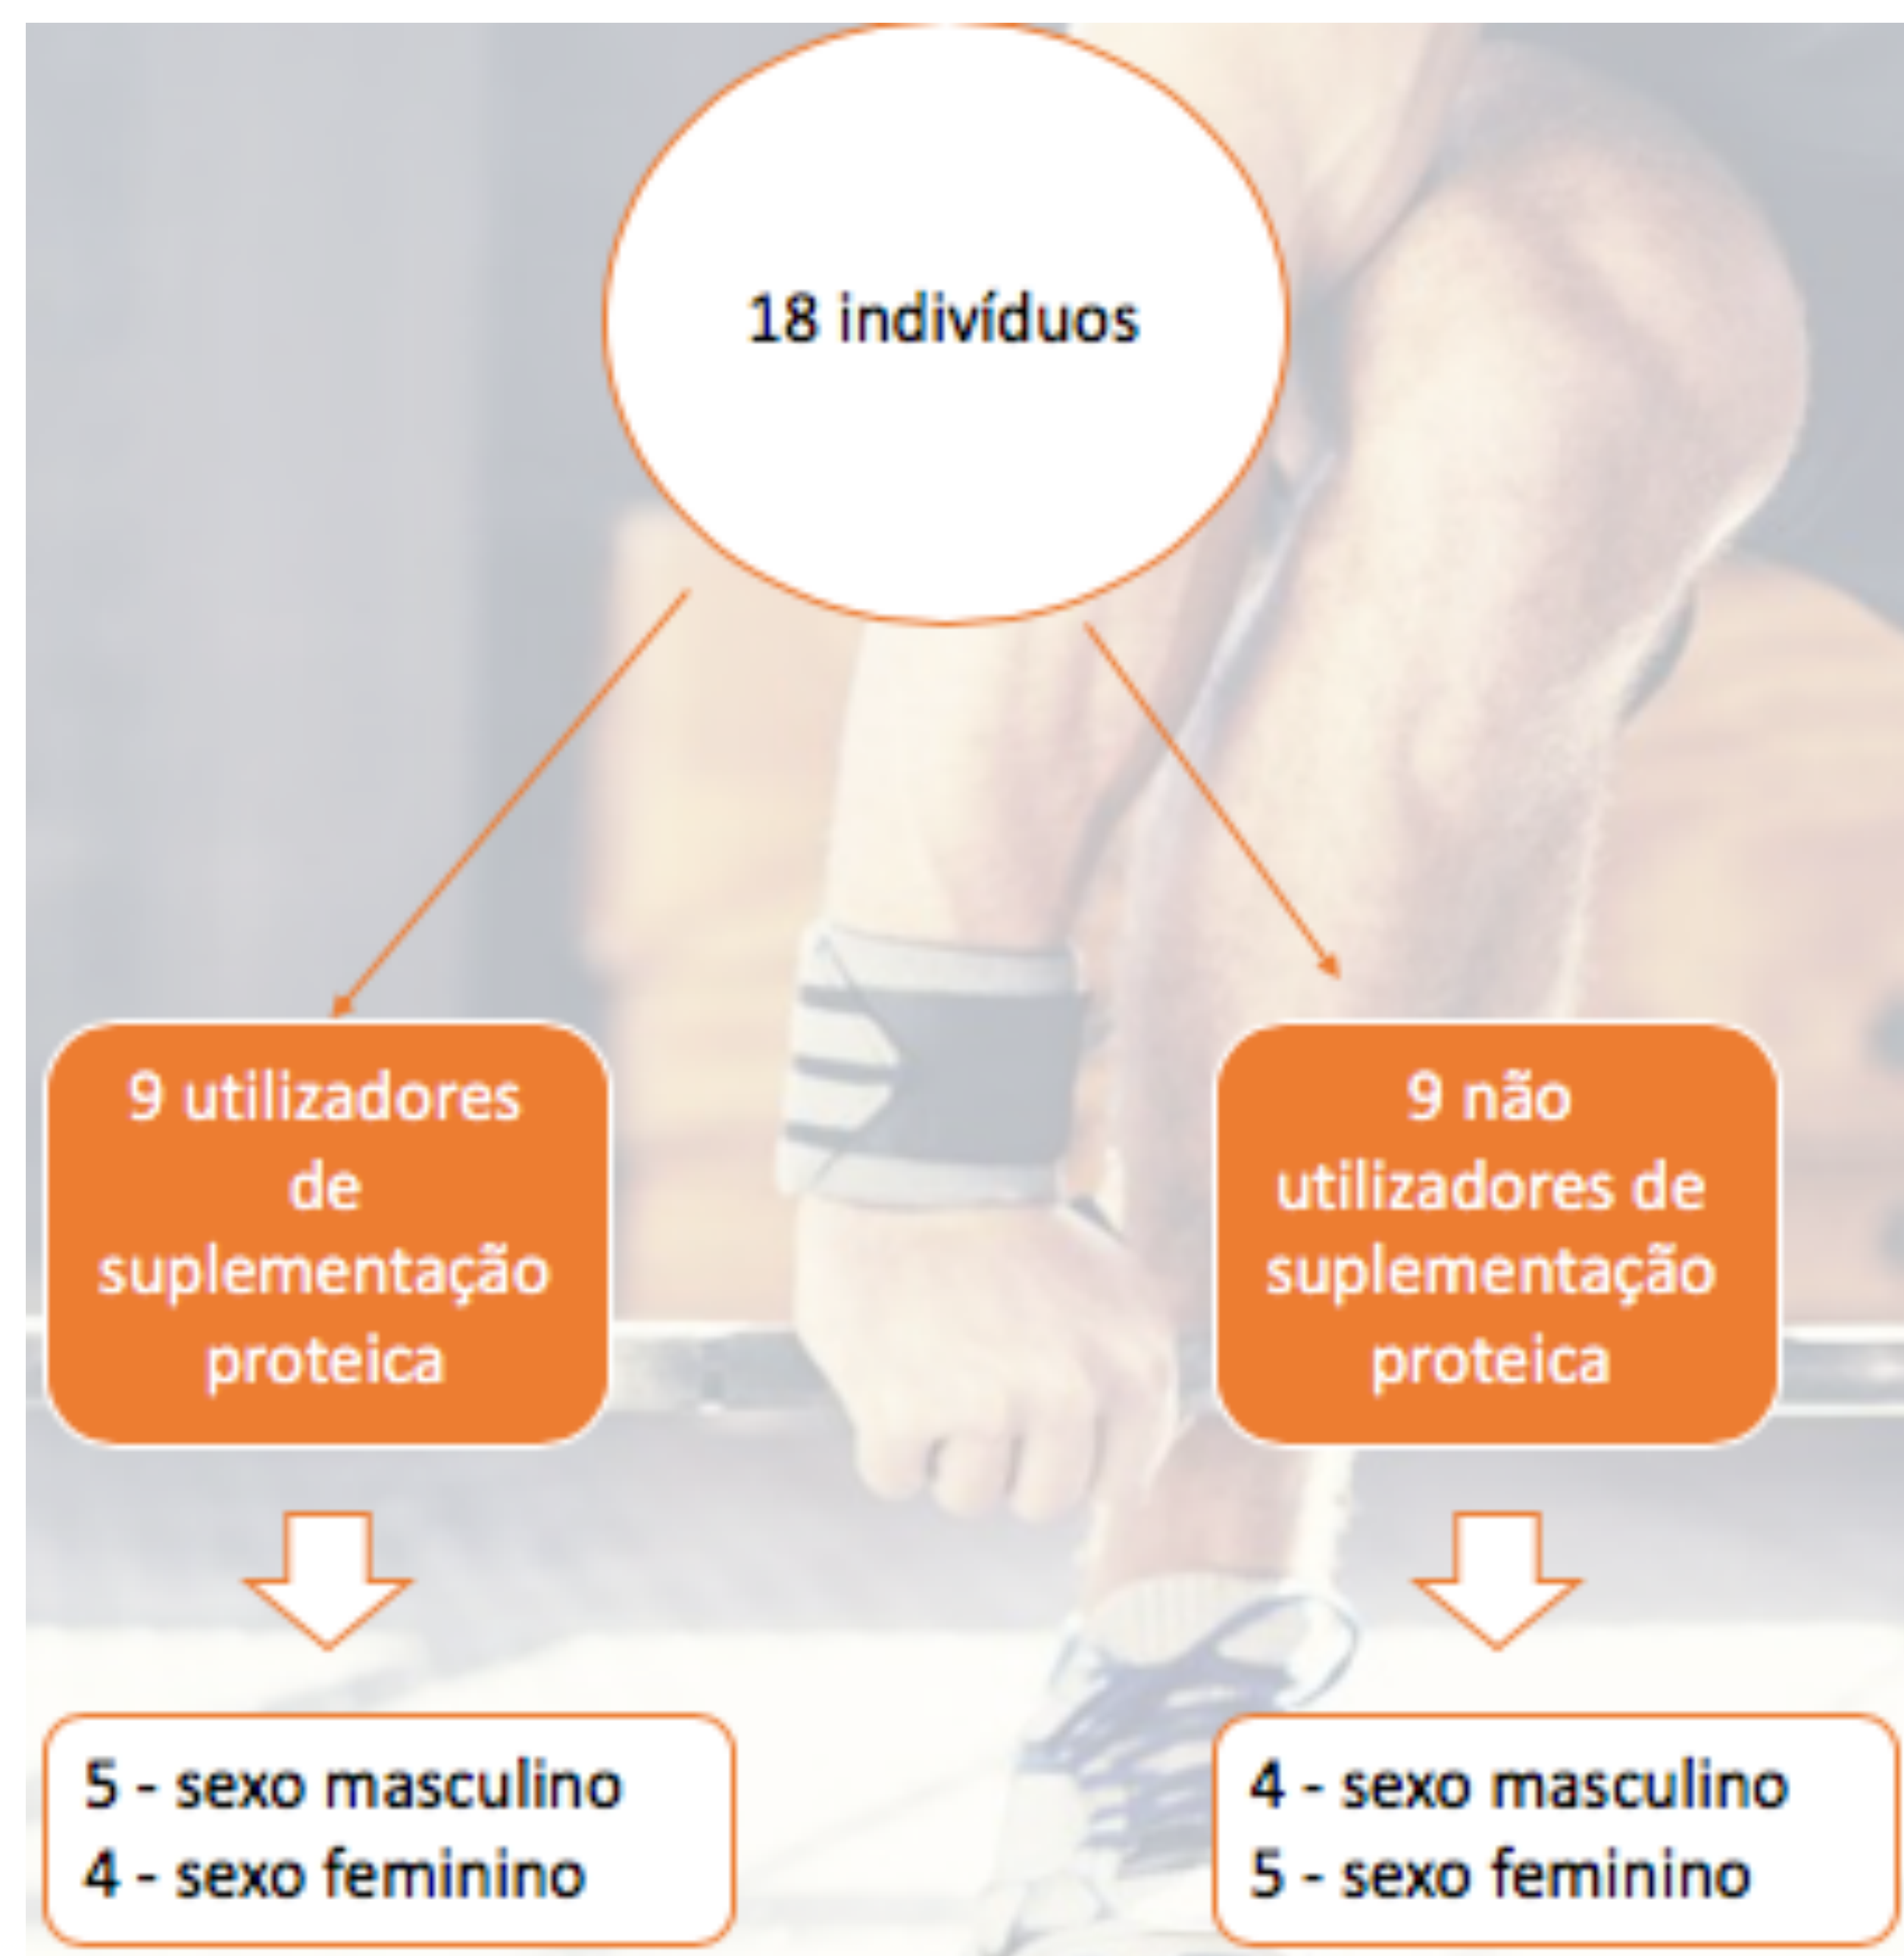 18 indivíduos
9 utilizadores
de
suplementação
proteica
9 não
utilizadores de
suplementação
proteica
5 - sexo masculino
4 - sexo feminino
4 - sexo masculino
5 - sexo feminino